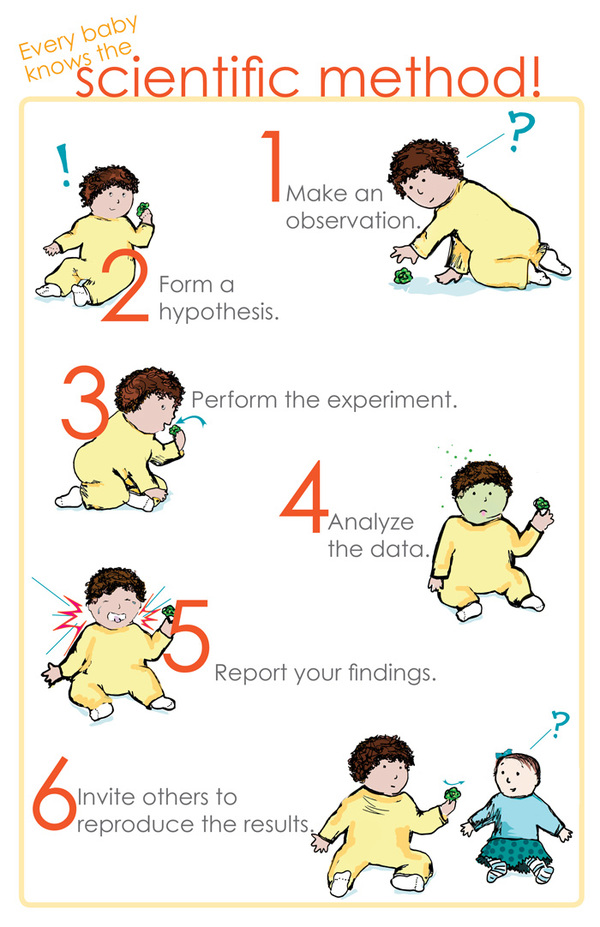 Every baby
knows the
scientific method!
?
1
Make an
observation.
!
2
Form a
hypothesis.
3
Perform the experiment.
4
Analyze
the data.
5
Report your findings.
?
6
Invite others to
reproduce the results.